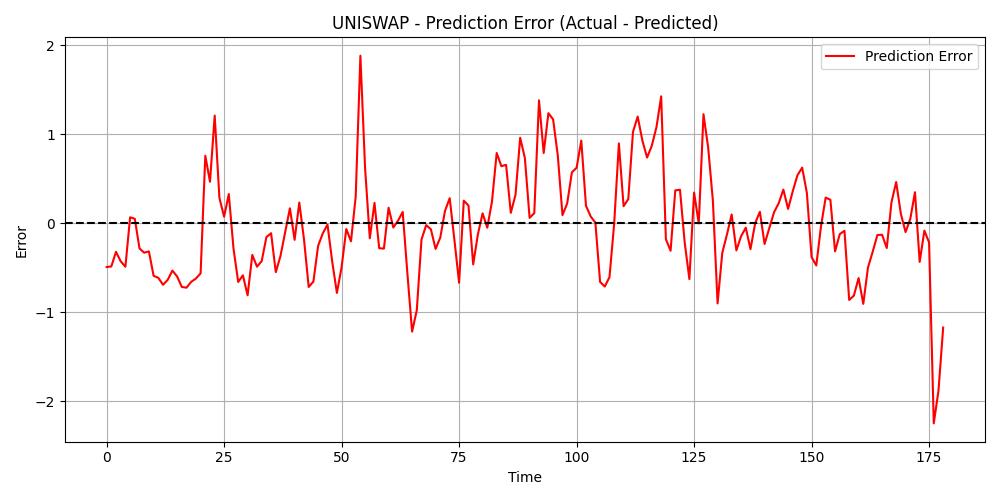 UNISWAP - Prediction Error (Actual - Predicted)
Prediction Error
Error
2
1
0
−1
−2
0 25 50 75 100 125 150 175
Time